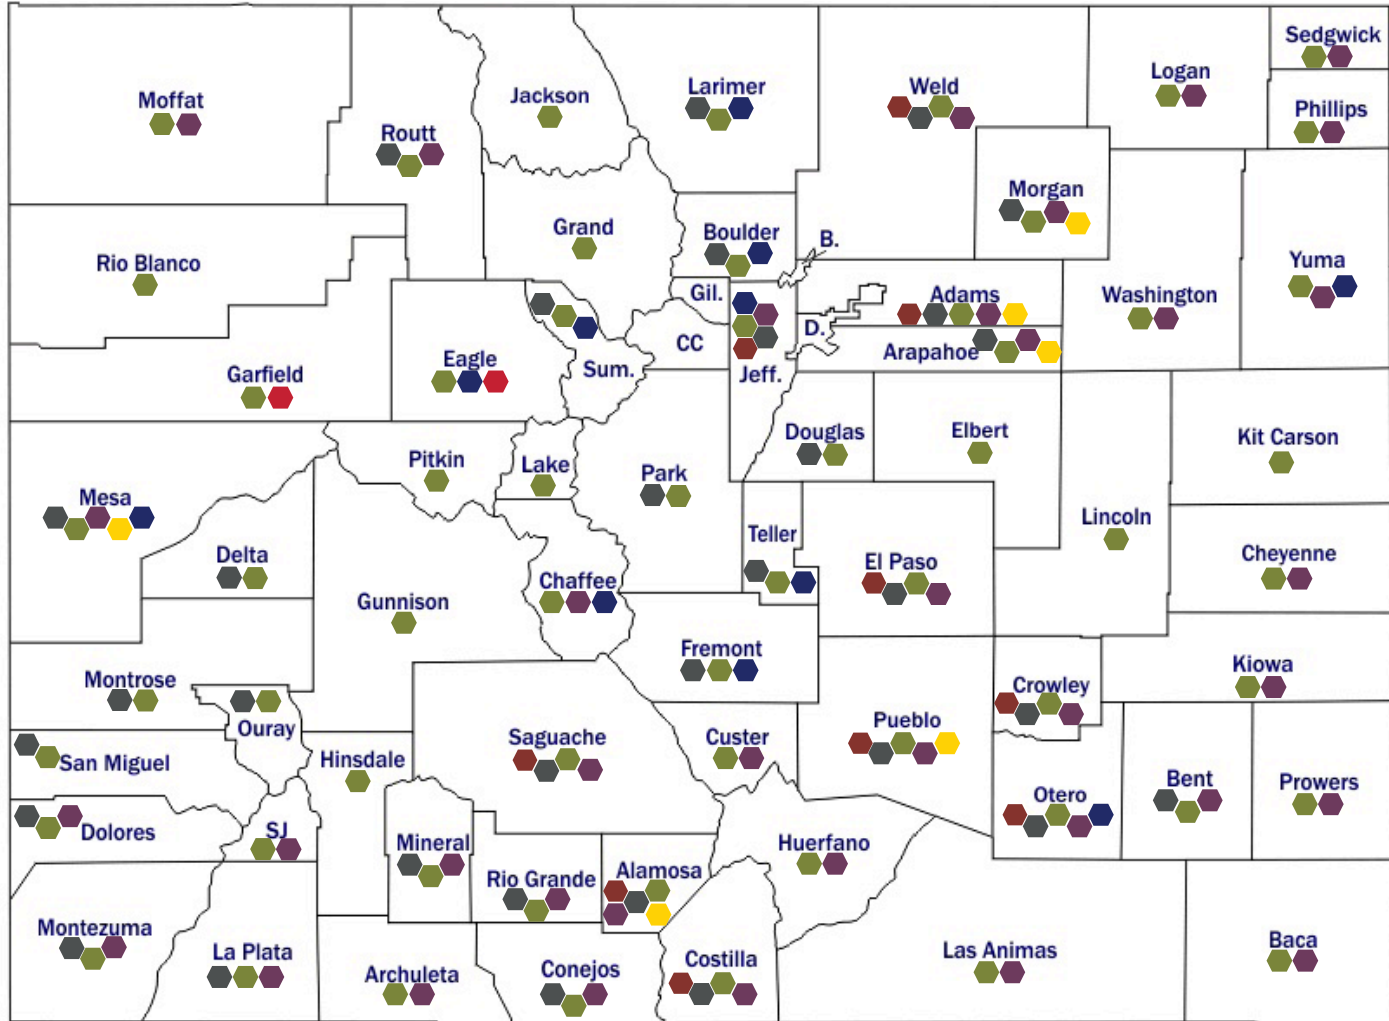 Sedgwick
Logan
Weld
Larimer
Jackson
Moffat
Phillips
Routt
Morgan
Grand
Boulder
B.
Yuma
Rio Blanco
Gil.
Adams
Washington
D.
CC
Arapahoe
Eagle
Sum.
Jeff.
Garfield
Douglas
Elbert
Kit Carson
Pitkin
Lake
Park
Mesa
Lincoln
Teller
Delta
Cheyenne
El Paso
Chaffee
Gunnison
Fremont
Kiowa
Montrose
Crowley
Ouray
Pueblo
Saguache
Custer
Hinsdale
San Miguel
Bent
Prowers
Otero
SJ
Dolores
Mineral
Huerfano
Alamosa
Rio Grande
Montezuma
La Plata
Las Animas
Baca
Costilla
Conejos
Archuleta